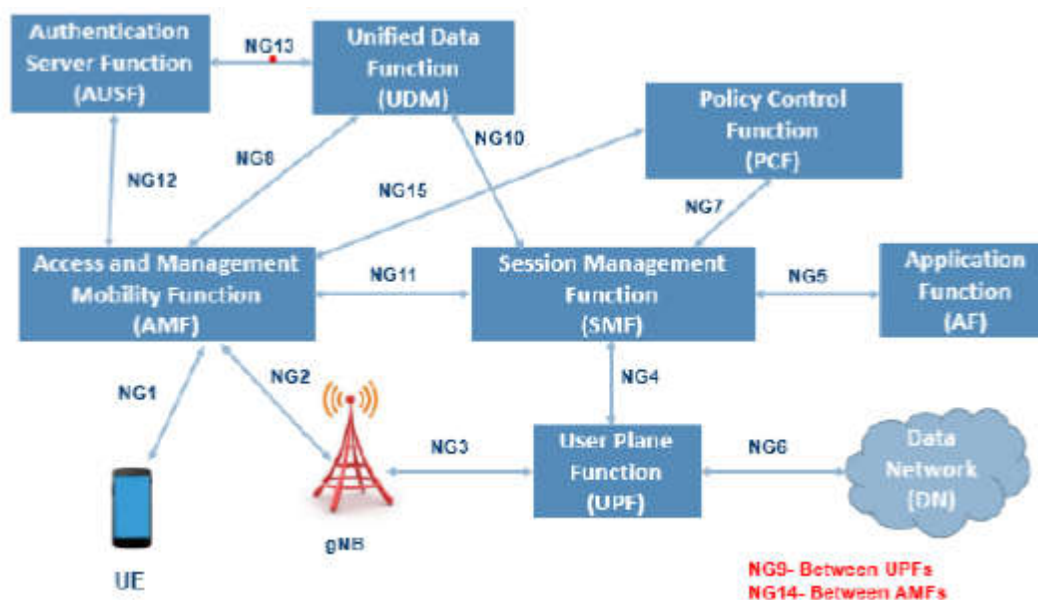 Authentication
Server Function
(AUSF)
NG13
Unified Data
Function
(UDM)
Policy Control
Function
(PCF)
NG8
NG10
NG12
NG15
NG7
Access and Management
Mobility Function
(AMF)
NG11
Session Management
Function
(SMF)
NG5
Application
Function
(AF)
NG1
NG2
NG4
NG3
User Plane
Function
(UPF)
NG6
Data
Network
(DN)
gNB
UE
NG9- Between UPFs
NG14- Between AMFs